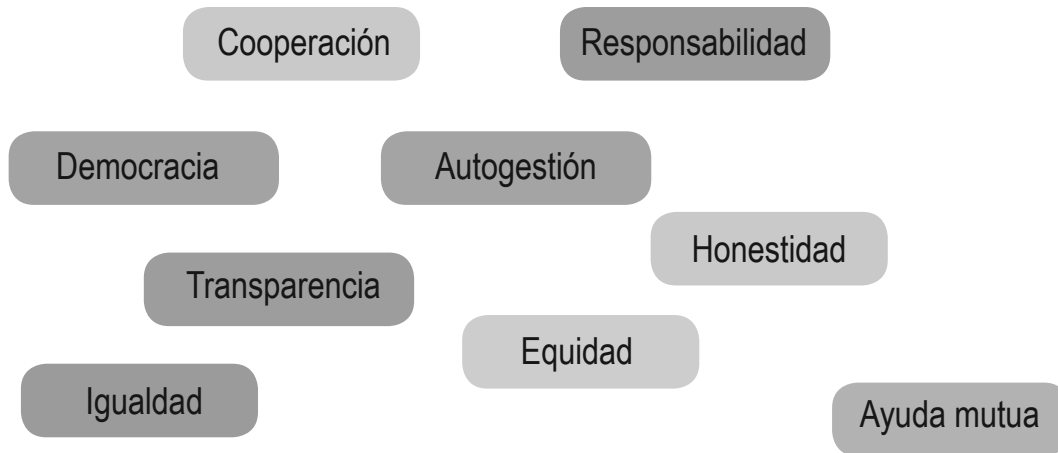 Cooperación
Responsabilidad
Democracia
Autogestión
Honestidad
Transparencia
Equidad
Igualdad
Ayuda mutua